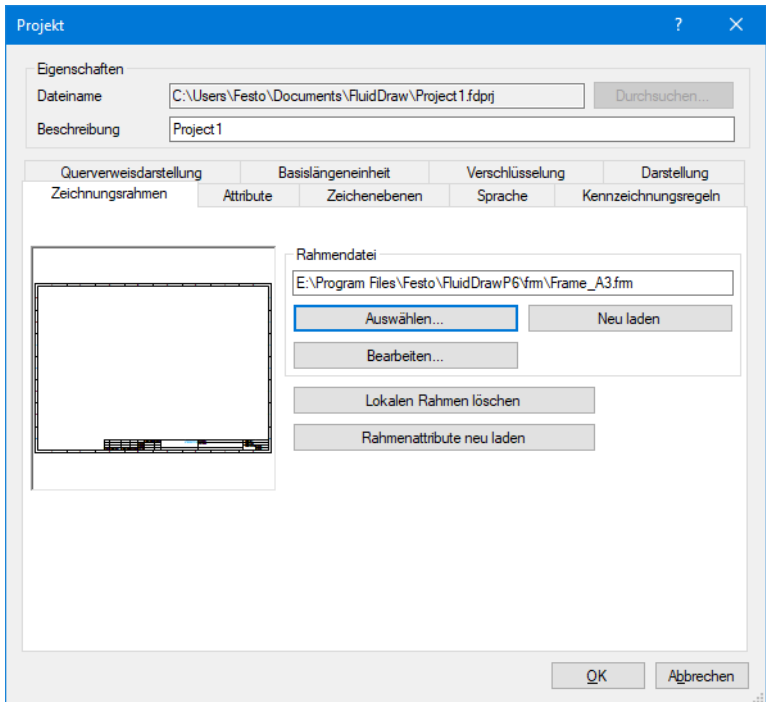 Projekt ?
Eigenschaften
Dateiname C:\Users\Festo\Documents\FluidDraw\Project1.fdprj Durchsuchen...
Beschreibung Project1
Querverweisdarstellung Basislängeneinheit Verschlüsselung Darstellung
Zeichnungsrahmen Attribute Zeichenebenen Sprache Kennzeichnungsregeln
Rahmendatei
E:\Program Files\Festo\FluidDrawP6\frm\Frame_A3.frm
Auswählen... Neu laden
Bearbeiten...
Lokalen Rahmen löschen
Rahmenattribute neu laden
OK Abbrechen